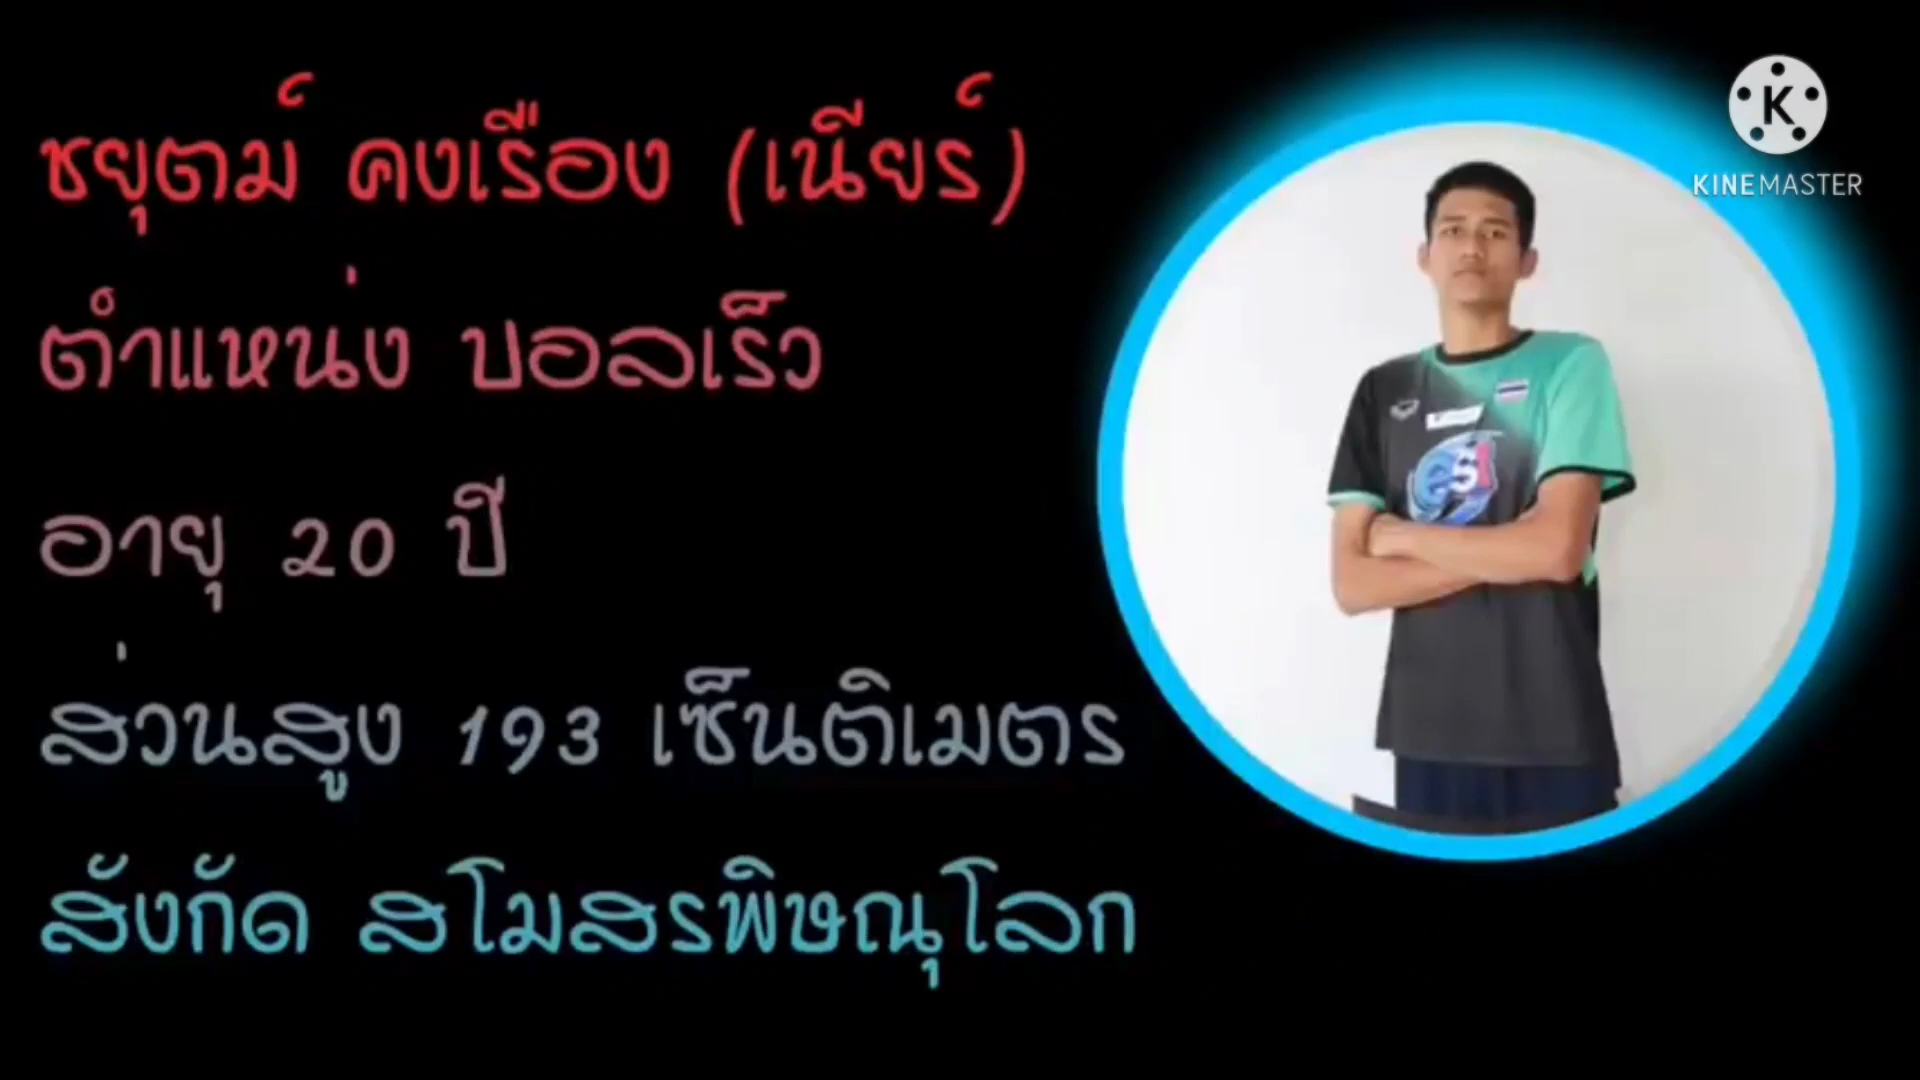 ชยุตม์ คงเรือง (เนียร์)
ตำแหน่ง บอลเร็ว
อายุ 20 ปี
ส่วนสูง 193 เซ็นติเมตร
สังกัด สโมสรพิษณุโลก
K
KINEMASTER
est